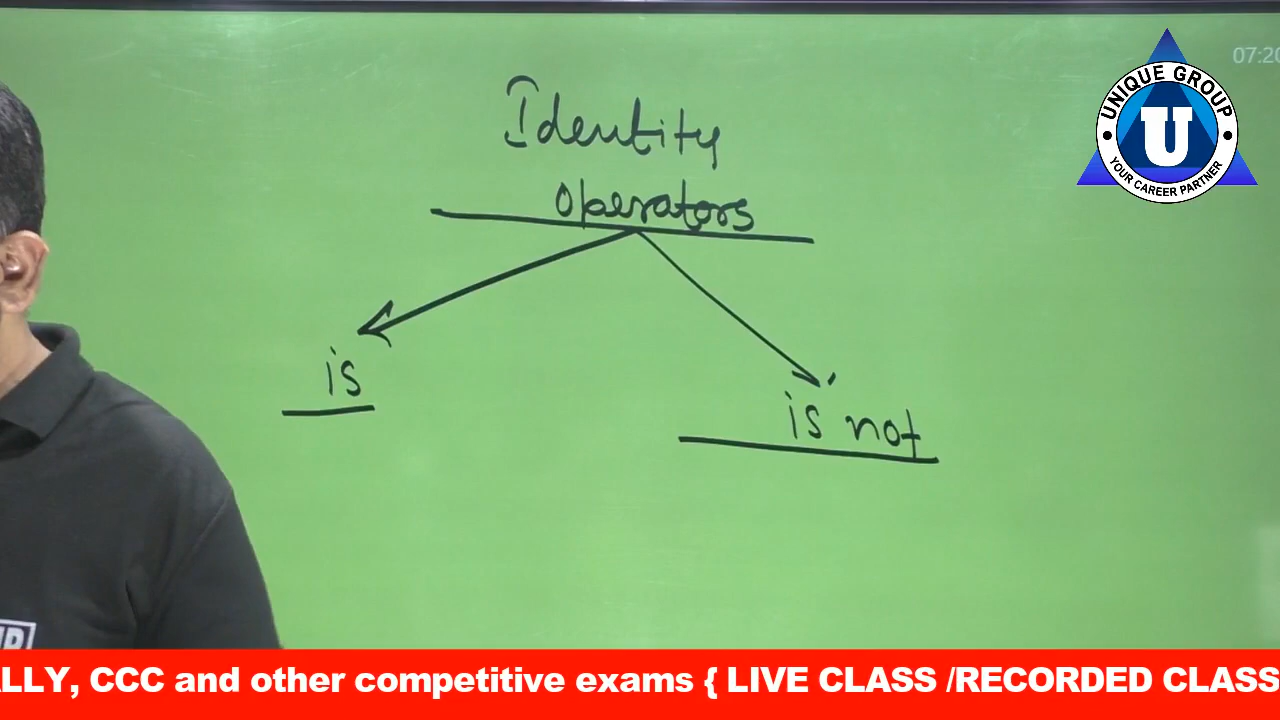 Identity
operators
is
is not
07:20
UNIQUE GROUP
U
YOUR CAREER PARTNER
ALLY, CCC and other competitive exams { LIVE CLASS /RECORDED CLASS